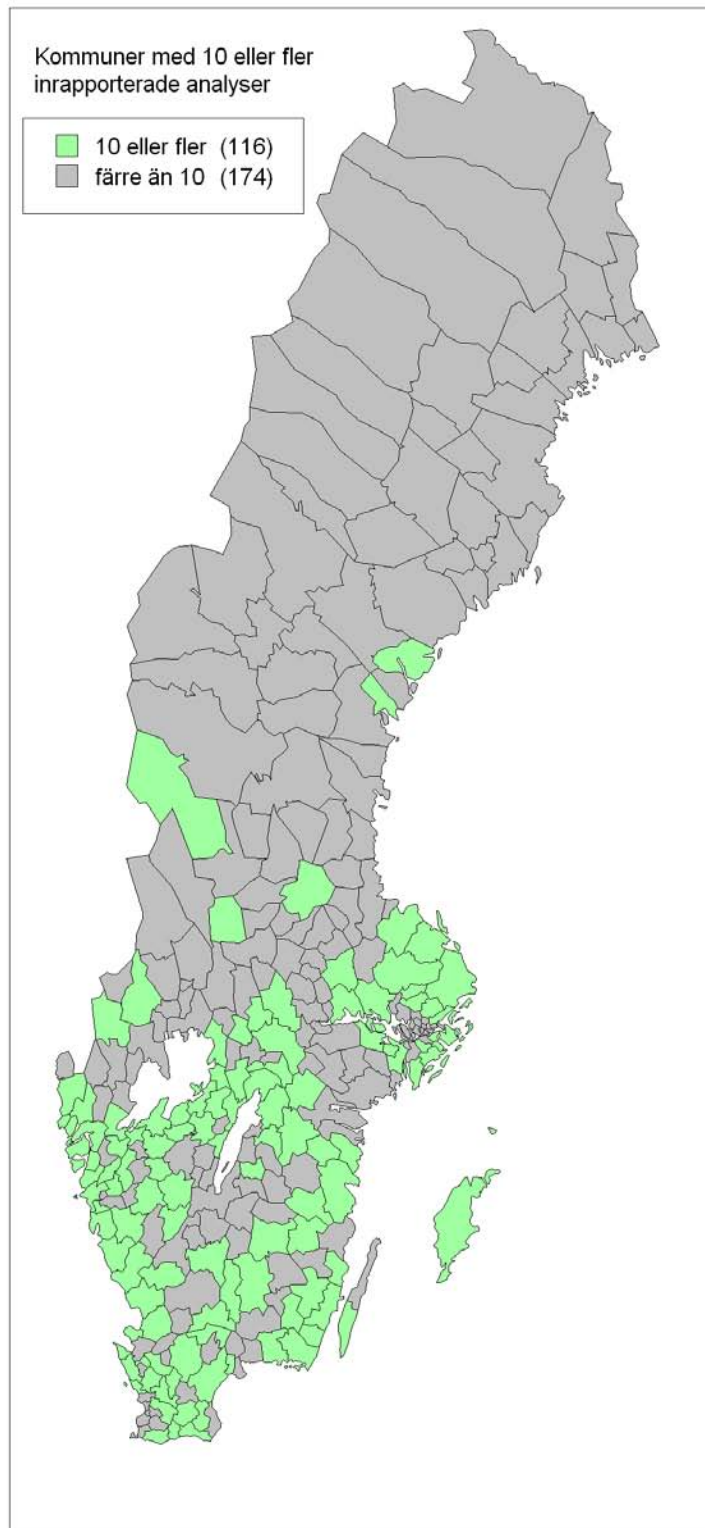 Kommuner med 10 eller fler
inrapporterade analyser
10 eller fler (116)
färre än 10 (174)